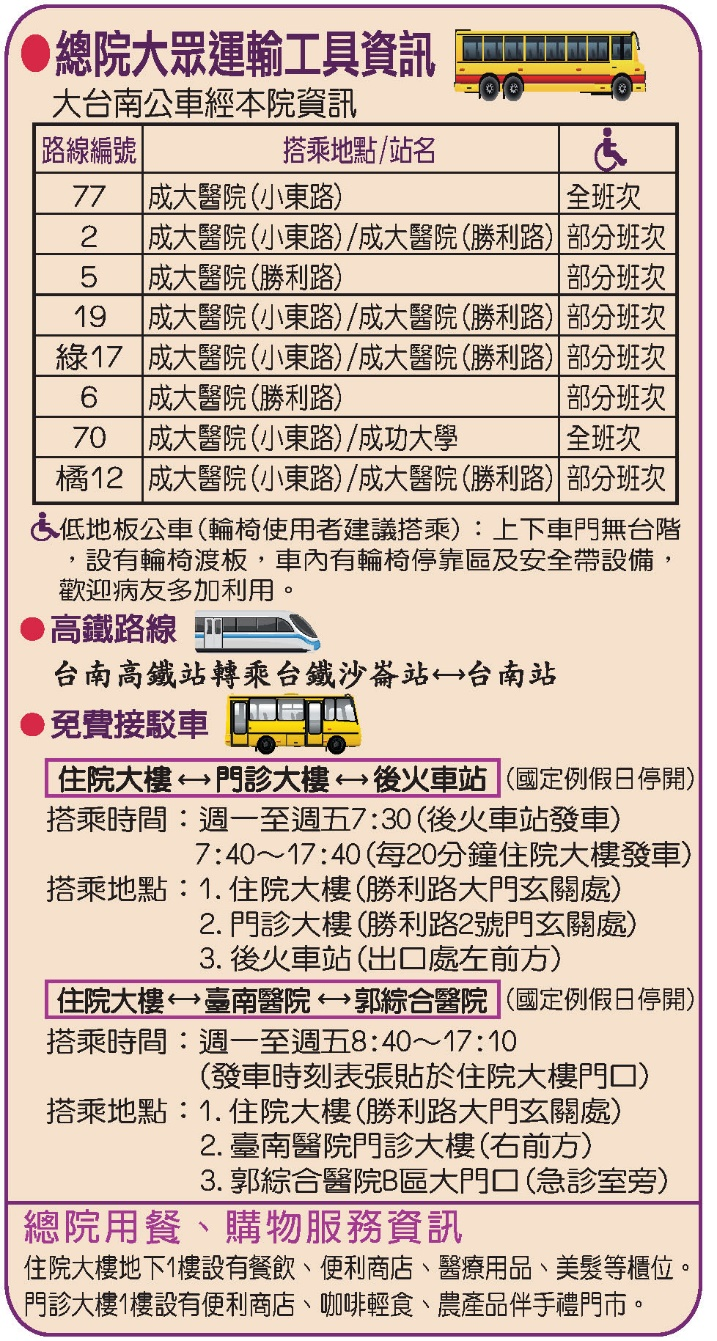 總院大眾運輸工具資訊
大台南公車經本院資訊
路線編號 搭乘地點/站名
77 成大醫院(小東路) 全班次
2 成大醫院(小東路)/成大醫院(勝利路) 部分班次
5 成大醫院(勝利路) 部分班次
19 成大醫院(小東路)/成大醫院(勝利路) 部分班次
綠17 成大醫院(小東路)/成大醫院(勝利路) 部分班次
6 成大醫院(勝利路) 部分班次
70 成大醫院(小東路)/成功大學 全班次
橘12 成大醫院(小東路)/成大醫院(勝利路) 部分班次
低地板公車(輪椅使用者建議搭乘)：上下車門無台階
，設有輪椅渡板，車內有輪椅停靠區及安全帶設備，
歡迎病友多加利用。
高鐵路線
台南高鐵站轉乘台鐵沙崙站↔台南站
免費接駁車
住院大樓↔門診大樓↔後火車站 (國定例假日停開)
搭乘時間：週一至週五7:30(後火車站發車)
7:40～17:40(每20分鐘住院大樓發車)
搭乘地點：1.住院大樓(勝利路大門玄關處)
2.門診大樓(勝利路2號門玄關處)
3.後火車站(出口處左前方)
住院大樓↔臺南醫院↔郭綜合醫院 (國定例假日停開)
搭乘時間：週一至週五8:40～17:10
(發車時刻表張貼於住院大樓門口)
搭乘地點：1.住院大樓(勝利路大門玄關處)
2.臺南醫院門診大樓(右前方)
3.郭綜合醫院B區大門口(急診室旁)
總院用餐、購物服務資訊
住院大樓地下1樓設有餐飲、便利商店、醫療用品、美髮等櫃位。
門診大樓1樓設有便利商店、咖啡輕食、農產品伴手禮門市。